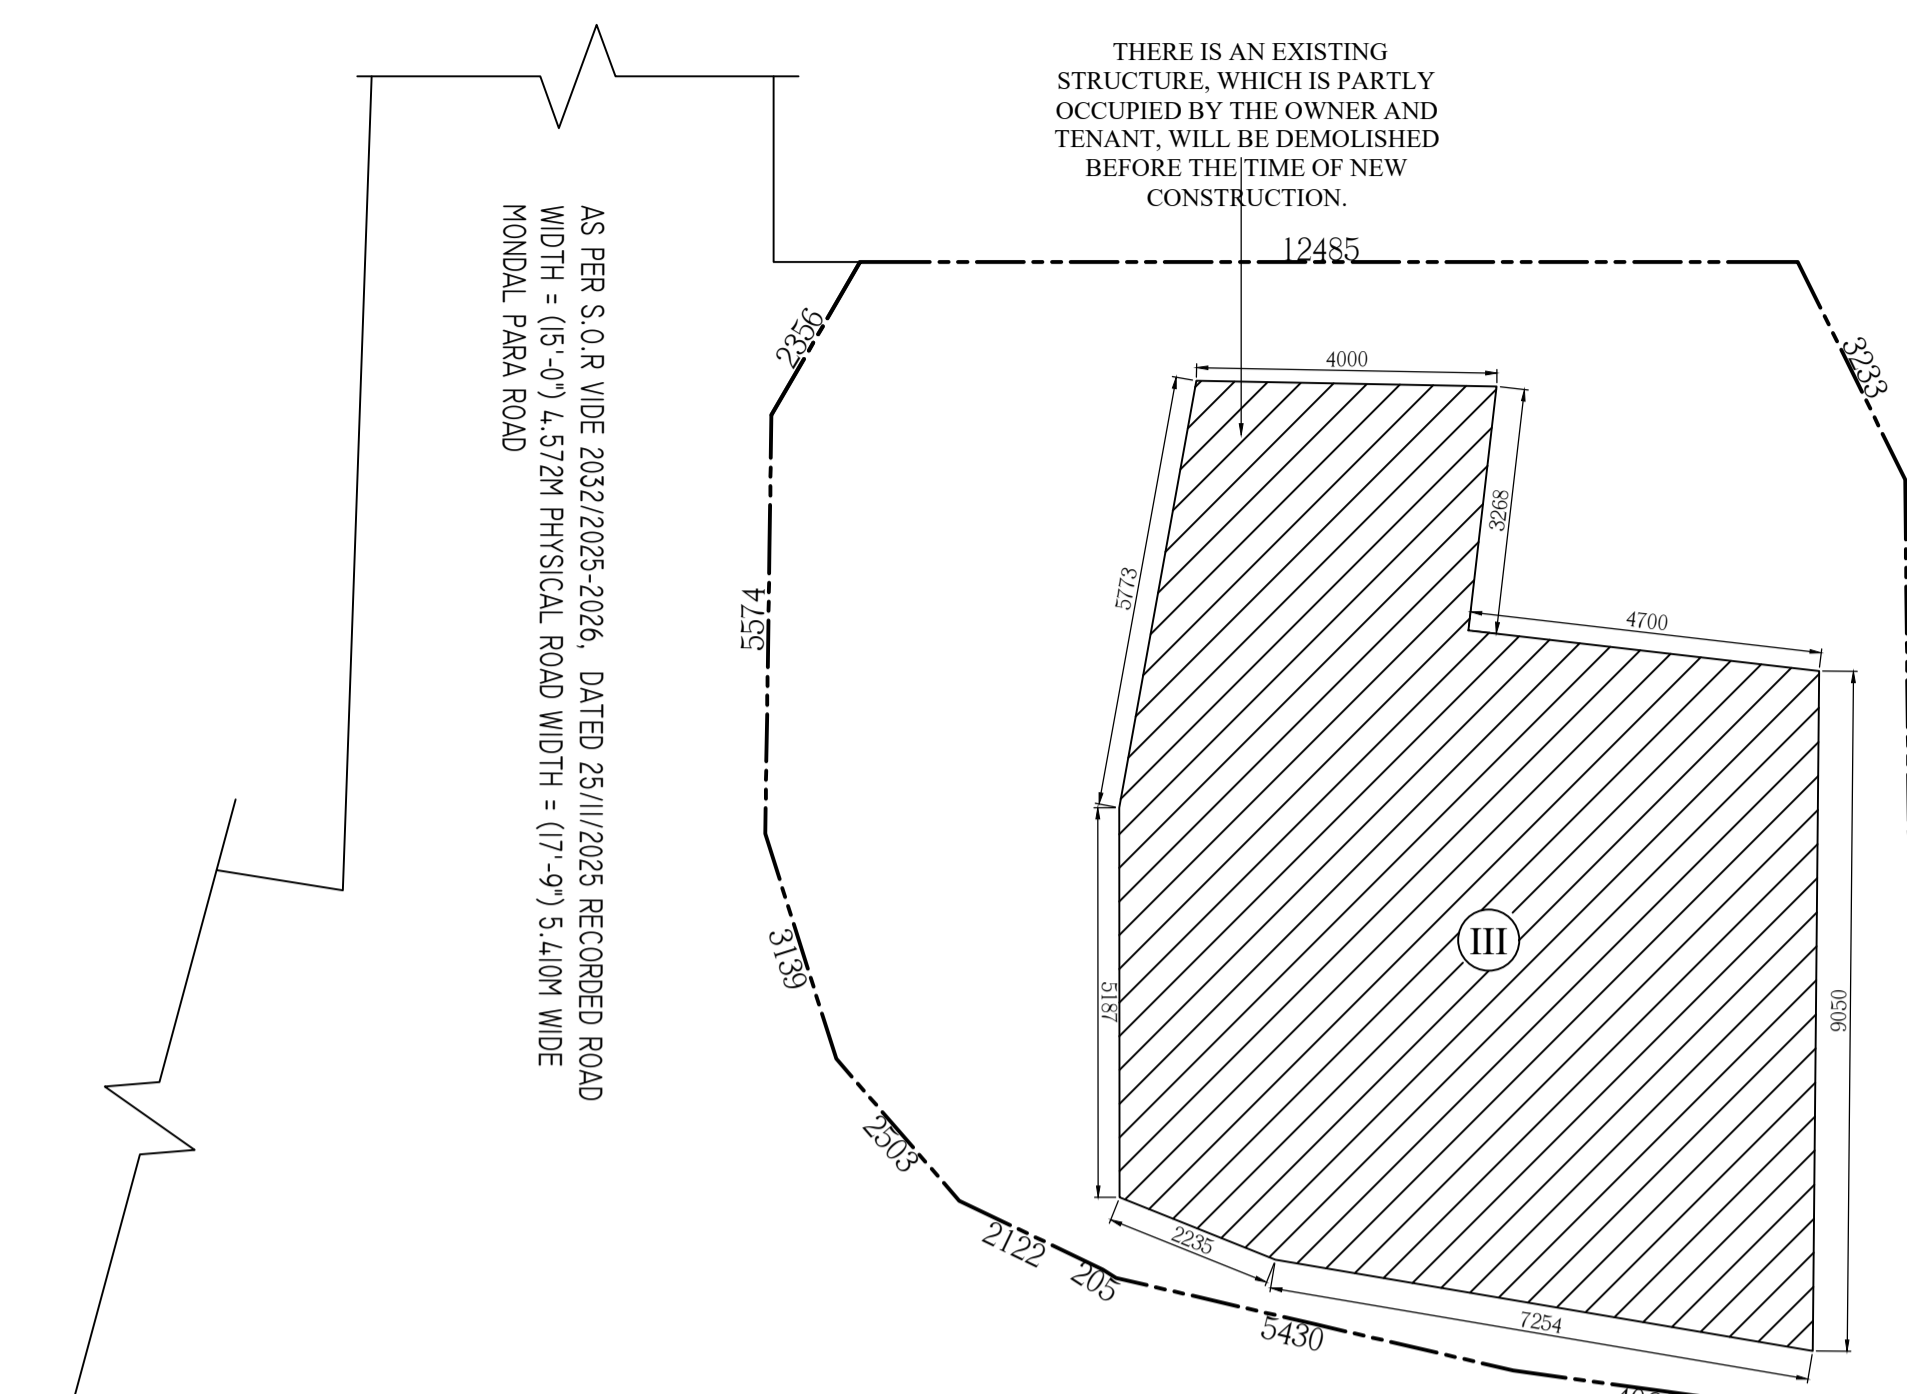 THERE IS AN EXISTING
STRUCTURE, WHICH IS PARTLY
OCCUPIED BY THE OWNER AND
TENANT, WILL BE DEMOLISHED
BEFORE THE TIME OF NEW
CONSTRUCTION.
12485
2356
3233
4000
3268
5773
4700
5574
AS PER S.O.R VIDE 2032/2025-2026, DATED 25/11/2025 RECORDED ROAD
WIDTH = (15'-0") 4.572M PHYSICAL ROAD WIDTH = (17'-9") 5.410M WIDE
MONDAL PARA ROAD
III
3139
5187
9050
2503
2122
205
2235
5430
7254